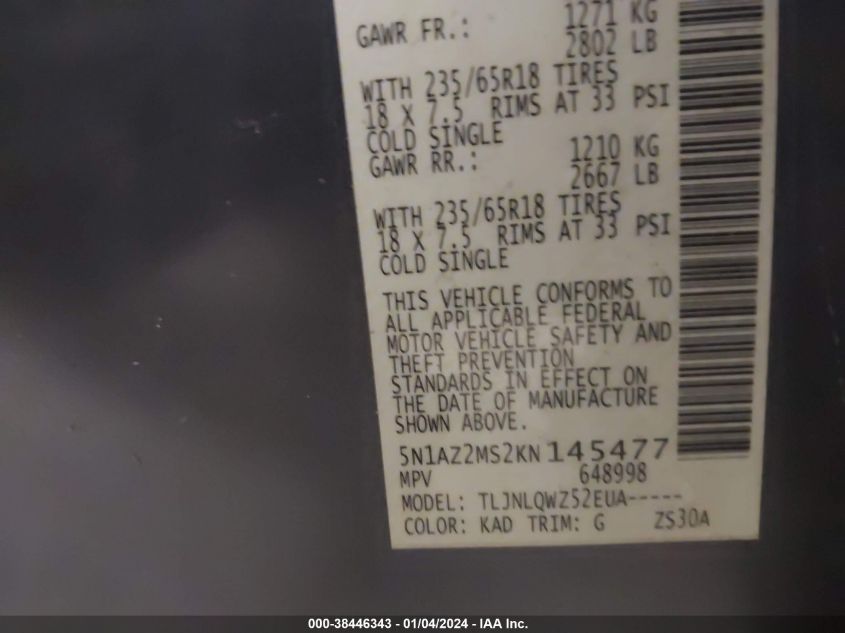 1271 KG
GAWR FR.: 2802 LB
WITH 235/65R18 TIRES
18 X 7.5 RIMS AT 33 PSI
COLD SINGLE
GAWR RR.: 1210 KG
2667 LB
WITH 235/65R18 TIRES
18 X 7.5 RIMS AT 33 PSI
COLD SINGLE
THIS VEHICLE CONFORMS TO
ALL APPLICABLE FEDERAL
MOTOR VEHICLE SAFETY AND
THEFT PREVENTION
STANDARDS IN EFFECT ON
THE DATE OF MANUFACTURE
SHOWN ABOVE.
5N1AZ2MS2KN145477
MPV 648998
MODEL: TLJNLQWZ52EUA-----
COLOR: KAD TRIM: G ZS30A
000-38446343 - 01/04/2024 - IAA Inc.